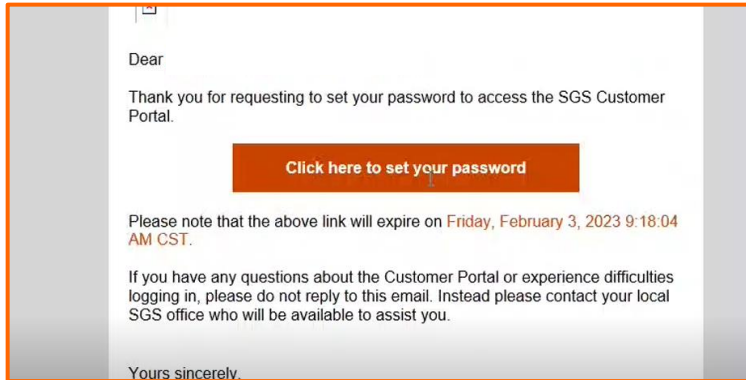 Dear
Thank you for requesting to set your password to access the SGS Customer
Portal.
Click here to set your password
Please note that the above link will expire on Friday, February 3, 2023 9:18:04
AM CST.
If you have any questions about the Customer Portal or experience difficulties
logging in, please do not reply to this email. Instead please contact your local
SGS office who will be available to assist you.
Yours sincerely,